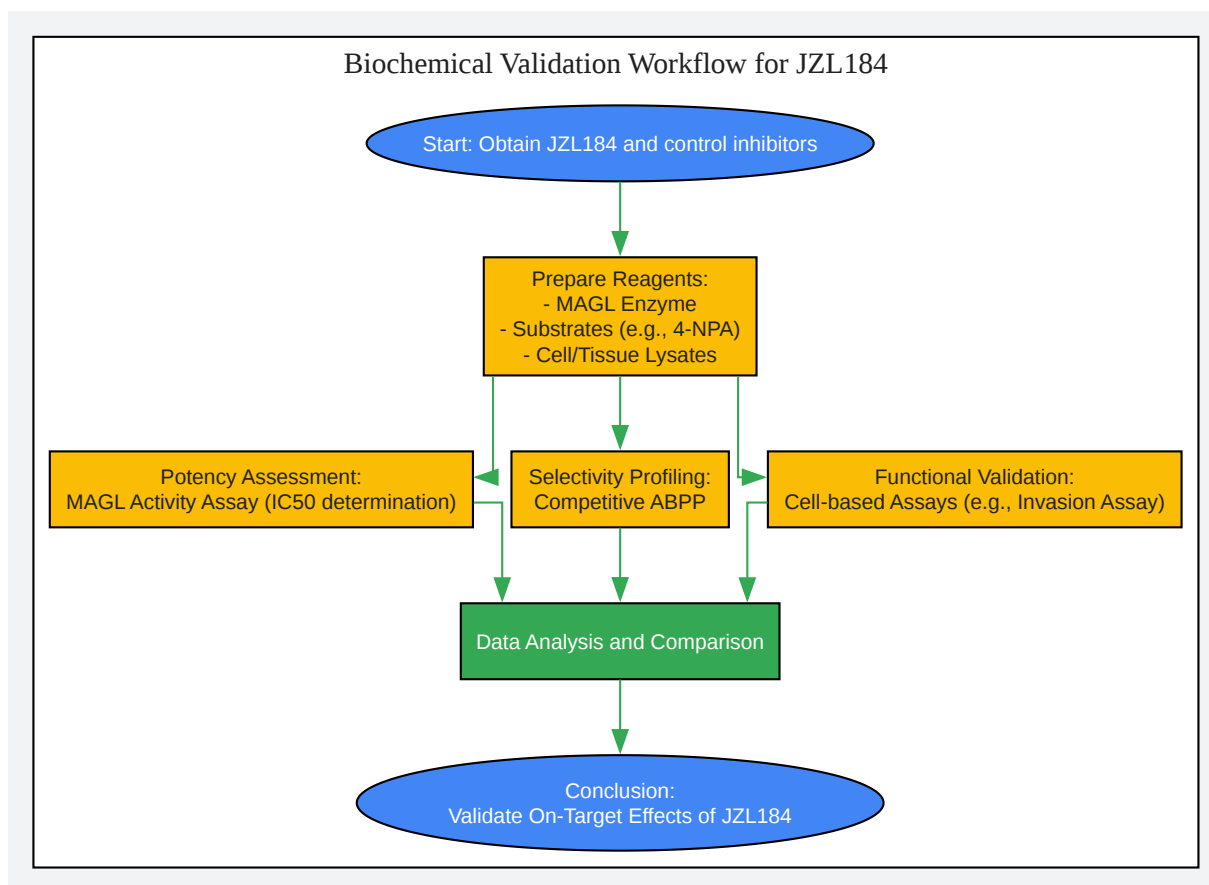 Biochemical Validation Workflow for JZL184
Start: Obtain JZL184 and control inhibitors
Prepare Reagents:
- MAGL Enzyme
- Substrates (e.g., 4-NPA)
- Cell/Tissue Lysates
Potency Assessment:
MAGL Activity Assay (IC50 determination)
Selectivity Profiling:
Competitive ABPP
Functional Validation:
Cell-based Assays (e.g., Invasion Assay)
Data Analysis and Comparison
Conclusion:
Validate On-Target Effects of JZL184